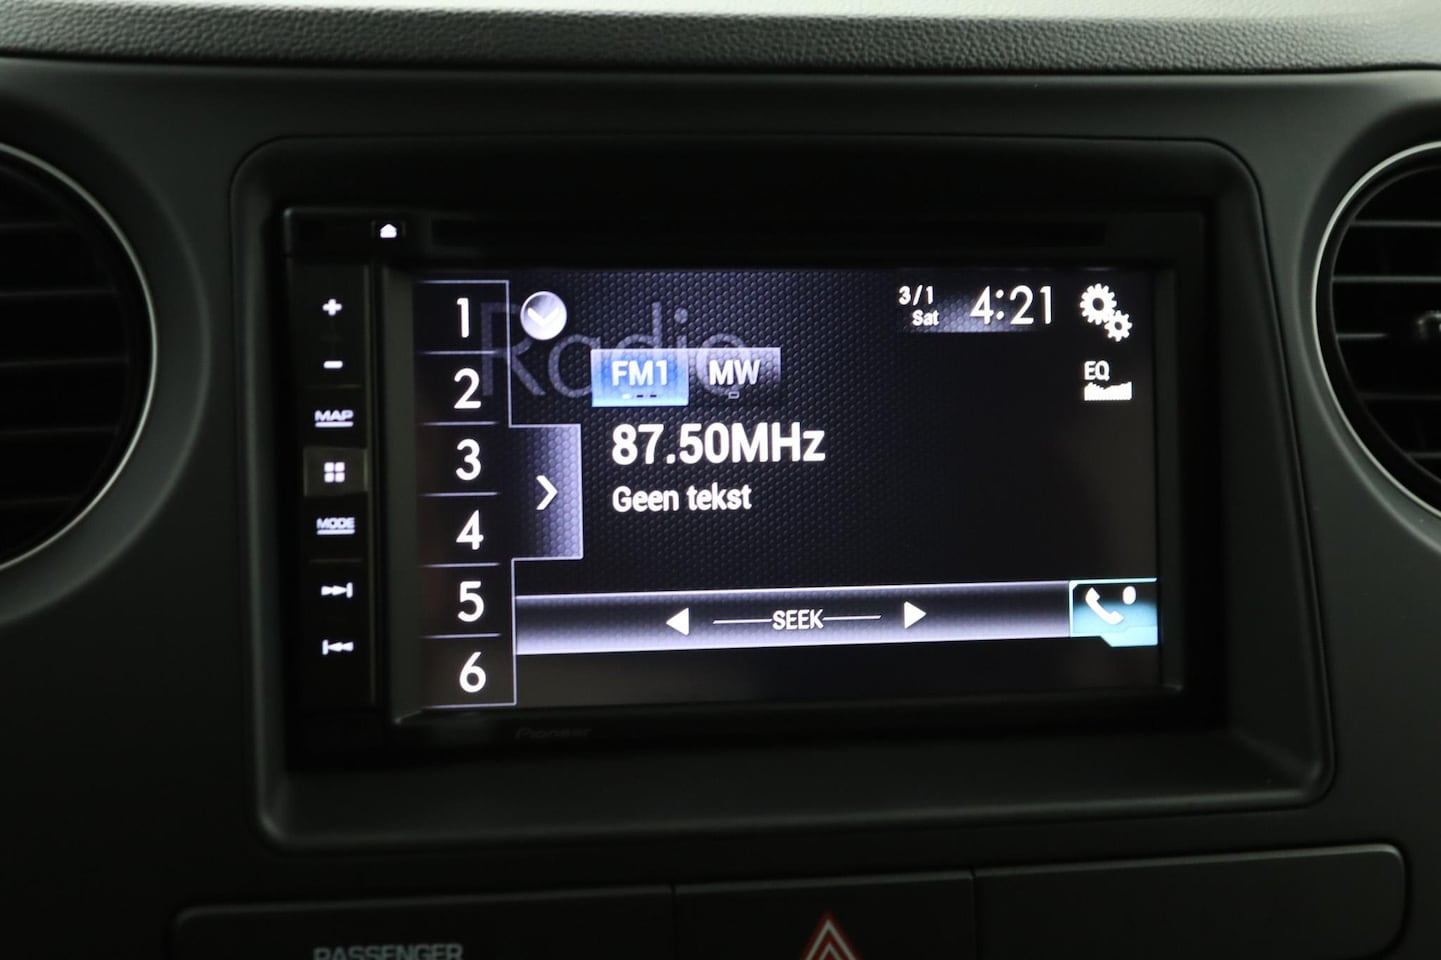 Radio
3/1
Sat
4:21
1
2
3
4
5
6
FM1 MW
EQ
87.50MHz
Geen tekst
SEEK
MAP
MODE
Pioneer
PASSENGER